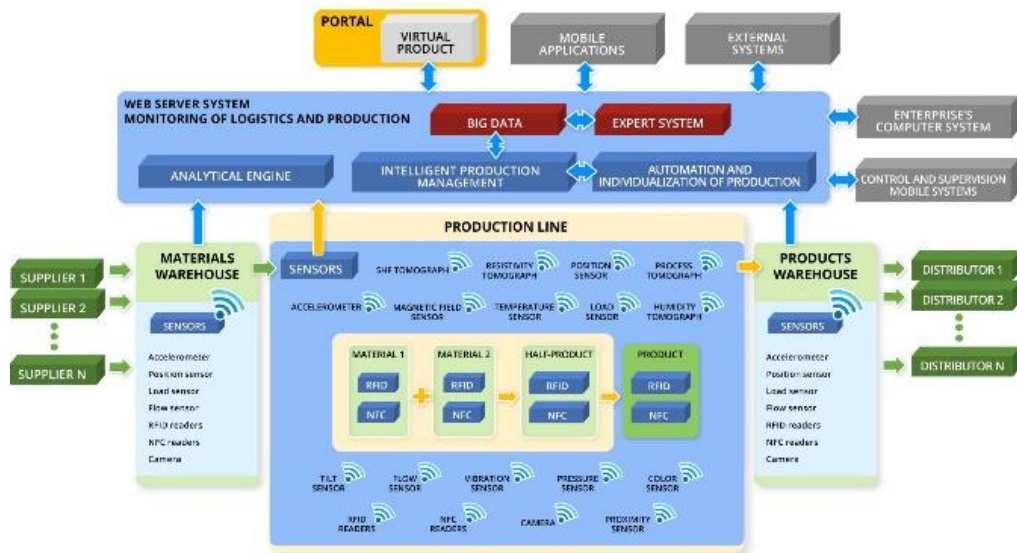 PORTAL
VIRTUAL
PRODUCT
MOBILE
APPLICATIONS
EXTERNAL
SYSTEMS
WEB SERVER SYSTEM
MONITORING OF LOGISTICS AND PRODUCTION
BIG DATA
EXPERT SYSTEM
ENTERPRISE'S
COMPUTER SYSTEM
ANALYTICAL ENGINE
INTELLIGENT PRODUCTION
MANAGEMENT
AUTOMATION AND
INDIVIDUALIZATION OF PRODUCTION
CONTROL AND SUPERVISION
MOBILE SYSTEMS
SUPPLIER 1
SUPPLIER 2
SUPPLIER N
MATERIALS
WAREHOUSE
SENSORS
Accelerometer
Position sensor
Load sensor
Flow sensor
RFID readers
NFC readers
Camera
PRODUCTION LINE
SENSORS
SHF TOMOGRAPH
RESISTIVITY
TOMOGRAPH
POSITION
SENSOR
PROCESS
TOMOGRAPH
ACCELEROMETER
MAGNETIC FIELD
SENSOR
TEMPERATURE
SENSOR
LOAD
SENSOR
HUMIDITY
TOMOGRAPH
MATERIAL 1
RFID
NFC
MATERIAL 2
RFID
NFC
HALF-PRODUCT
RFID
NFC
PRODUCT
RFID
NFC
TILT
SENSOR
FLOW
SENSOR
VIBRATION
SENSOR
PRESSURE
SENSOR
COLOR
SENSOR
RFID
READERS
NFC
READERS
CAMERA
PROXIMITY
SENSOR
PRODUCTS
WAREHOUSE
SENSORS
Accelerometer
Position sensor
Load sensor
Flow sensor
RFID readers
NFC readers
Camera
DISTRIBUTOR 1
DISTRIBUTOR 2
DISTRIBUTOR N